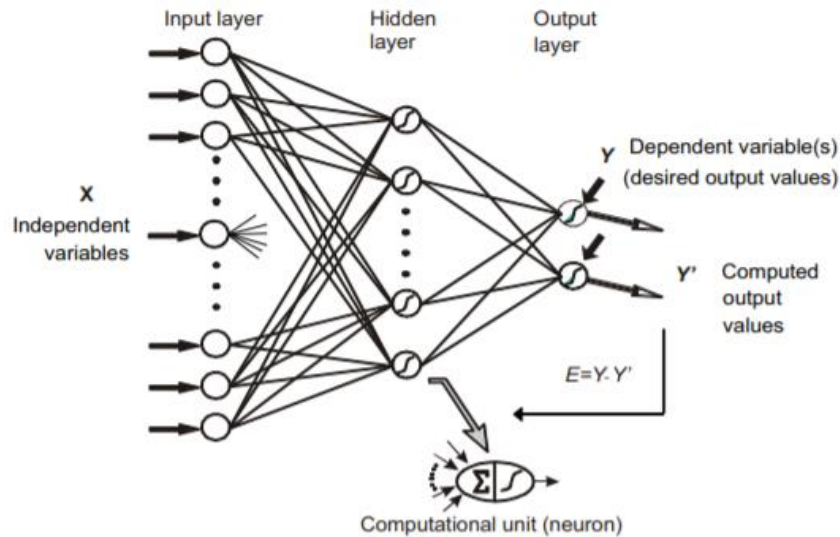 Input layer
Hidden
layer
Output
layer
X
Independent
variables
Y
Dependent variable(s)
(desired output values)
Y'
Computed
output
values
E=Y- Y'
Σ
Computational unit (neuron)